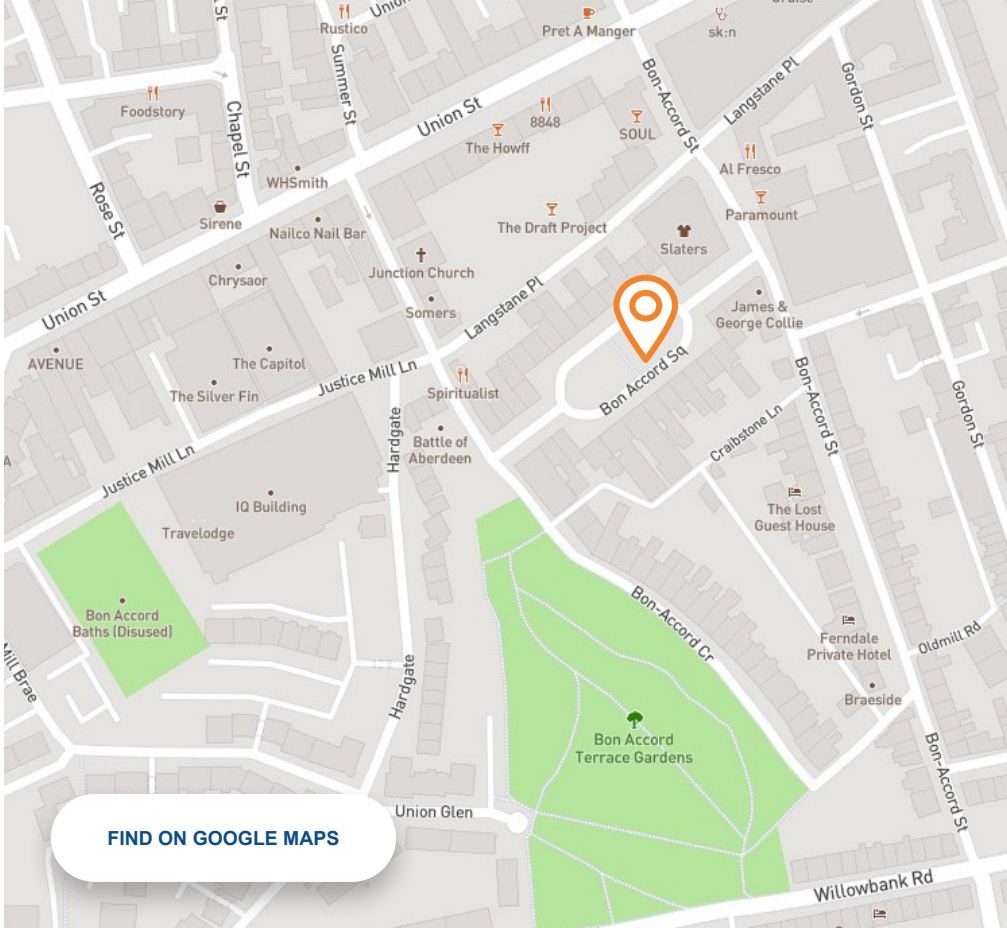 Union
Rustico
Pret A Manger
sk:n
St
Summer St
Bon-Accord St
Langstane Pl
Gordon St
Foodstory
Chapel St
Union St
8848
The Howff
SOUL
Al Fresco
WHSmith
Rose St
Sirene
Nailco Nail Bar
The Draft Project
Paramount
Slaters
Junction Church
Chrysaor
Somers
Langstane Pl
James &
George Collie
Union St
AVENUE
The Capitol
Justice Mill Ln
The Silver Fin
Spiritualist
Bon Accord Sq
Bon-Accord St
Gordon St
Hardgate
Battle of
Aberdeen
Craibstone Ln
A
Justice Mill Ln
IQ Building
Travelodge
The Lost
Guest House
Bon Accord
Baths (Disused)
Bon-Accord Cr
Ferndale
Private Hotel
Oldmill Rd
Mill Brae
Hardgate
Braeside
Bon Accord
Terrace Gardens
Bon-Accord St
Union Glen
FIND ON GOOGLE MAPS
Willowbank Rd